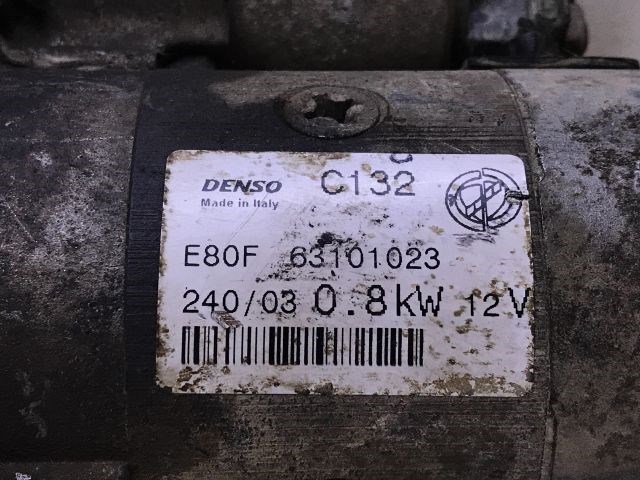 DENSO C132
Made in Italy
E80F 63101023
240/03 0.8kW 12V